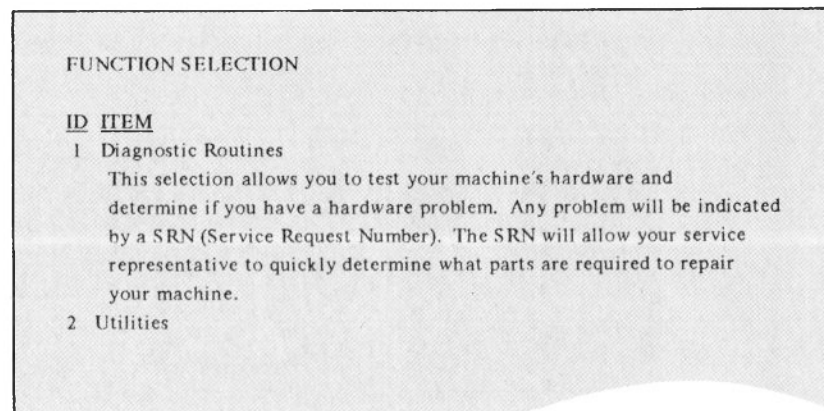 FUNCTION SELECTION
ID ITEM
1 Diagnostic Routines
This selection allows you to test your machine's hardware and
determine if you have a hardware problem. Any problem will be indicated
by a SRN (Service Request Number). The SRN will allow your service
representative to quickly determine what parts are required to repair
your machine.
2 Utilities